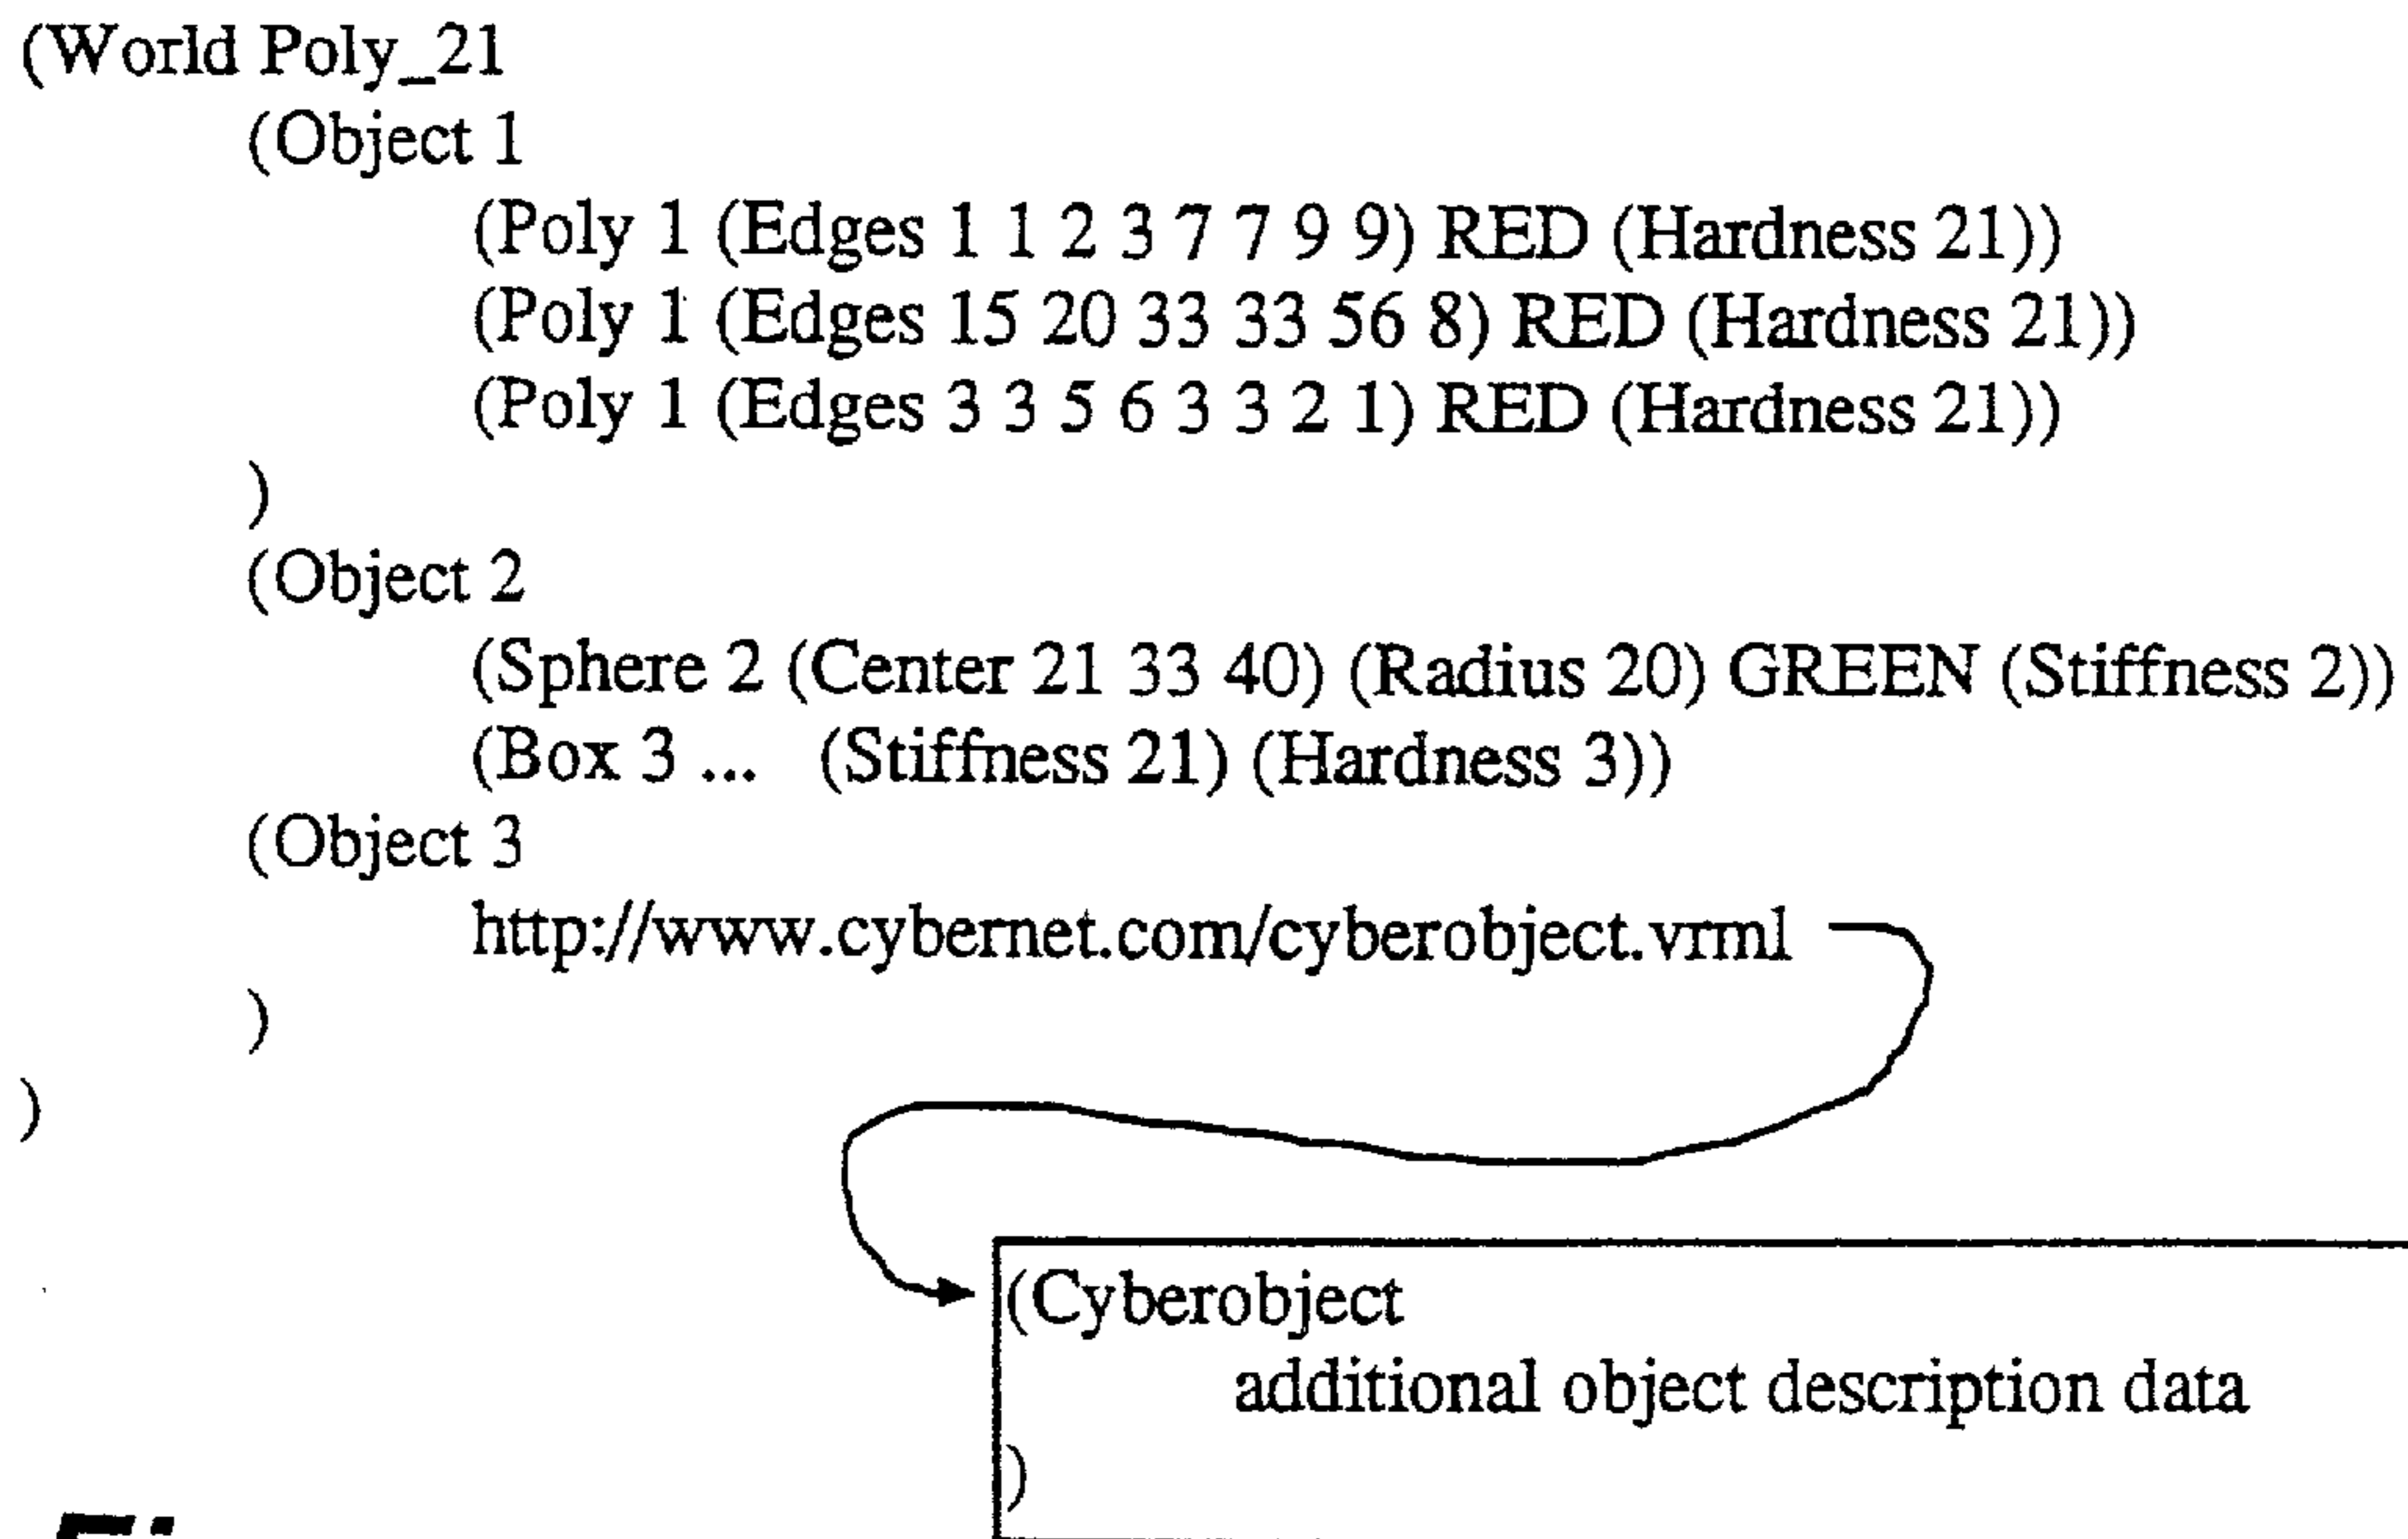 (World Poly_21
(Object 1
(Poly 1 (Edges 1 1 2 3 7 7 9 9) RED (Hardness 21))
(Poly 1 (Edges 15 20 33 33 56 8) RED (Hardness 21))
(Poly 1 (Edges 3 3 5 6 3 3 2 1) RED (Hardness 21))
)
(Object 2
(Sphere 2 (Center 21 33 40) (Radius 20) GREEN (Stiffness 2))
(Box 3 ... (Stiffness 21) (Hardness 3))
(Object 3
http://www.cybernet.com/cyberobject.vrml
)
)
(Cyberobject
additional object description data
)